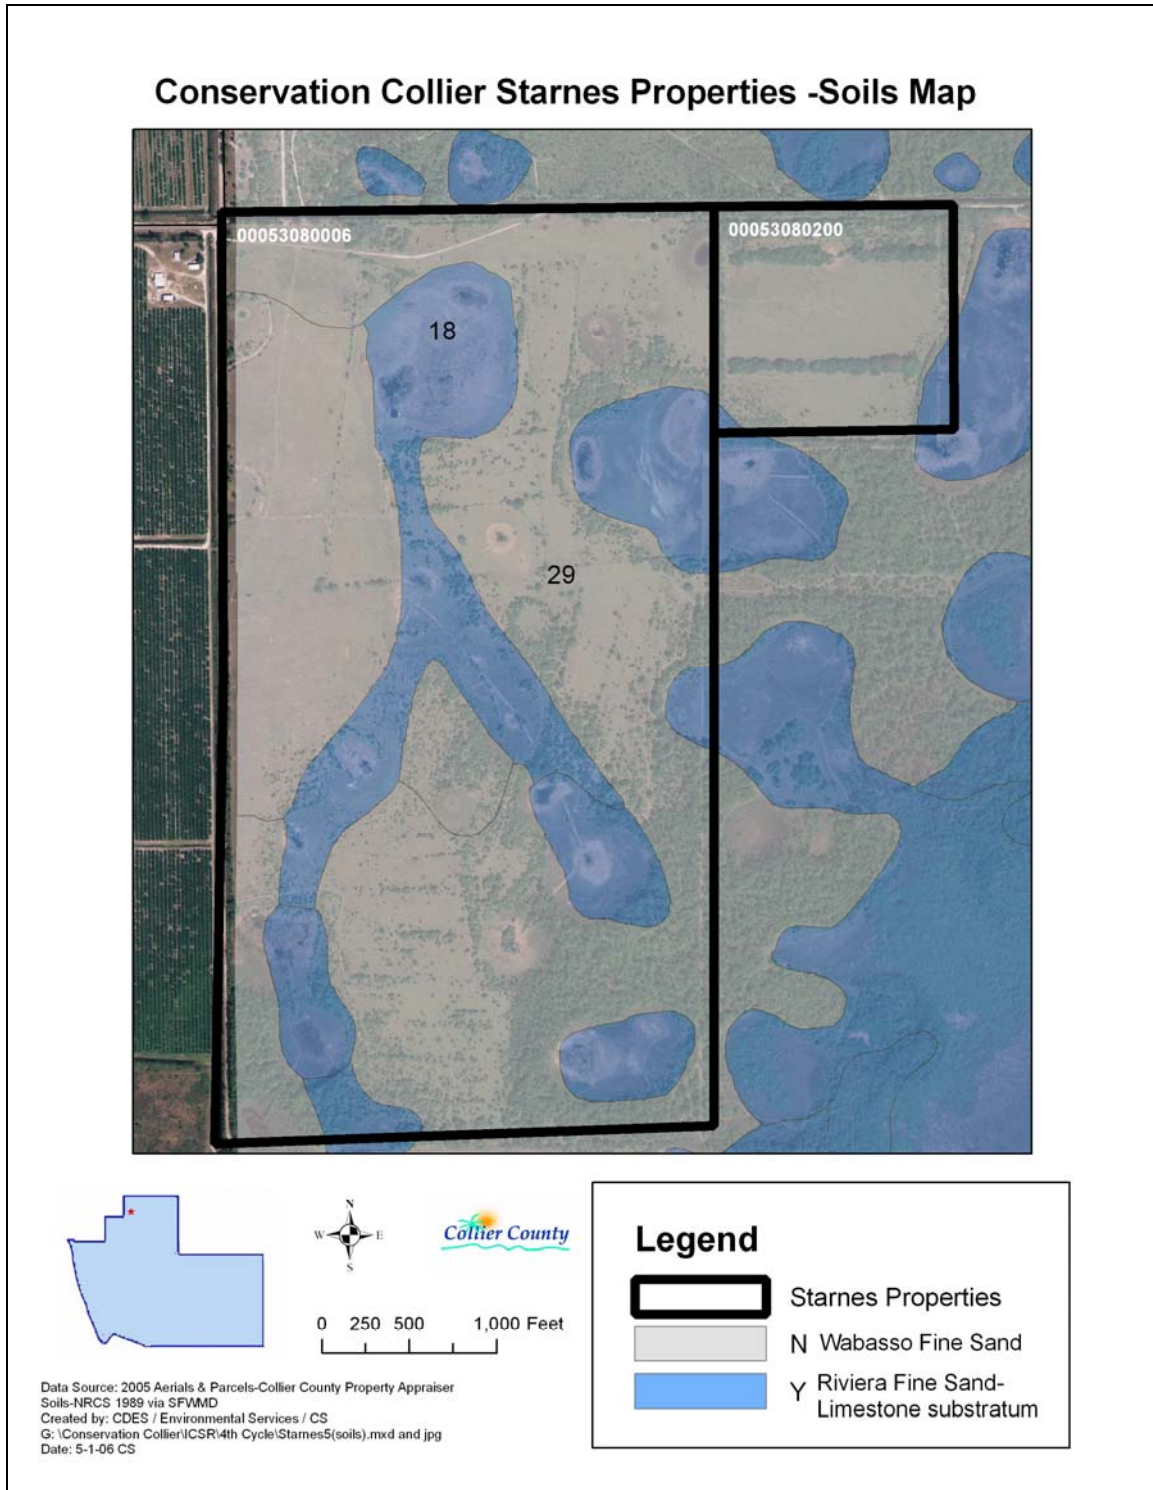 Conservation Collier Starnes Properties -Soils Map
00053080006
00053080200
18
29
N
W
E
S
Collier County
0 250 500 1,000 Feet
Legend
Starnes Properties
N Wabasso Fine Sand
Y Riviera Fine Sand-
Limestone substratum
Data Source: 2005 Aerials & Parcels-Collier County Property Appraiser
Soils-NRCS 1989 via SFWMD
Created by: CDES / Environmental Services / CS
G: \Conservation Collier\ICSR\4th Cycle\Starnes5(soils).mxd and jpg
Date: 5-1-06 CS